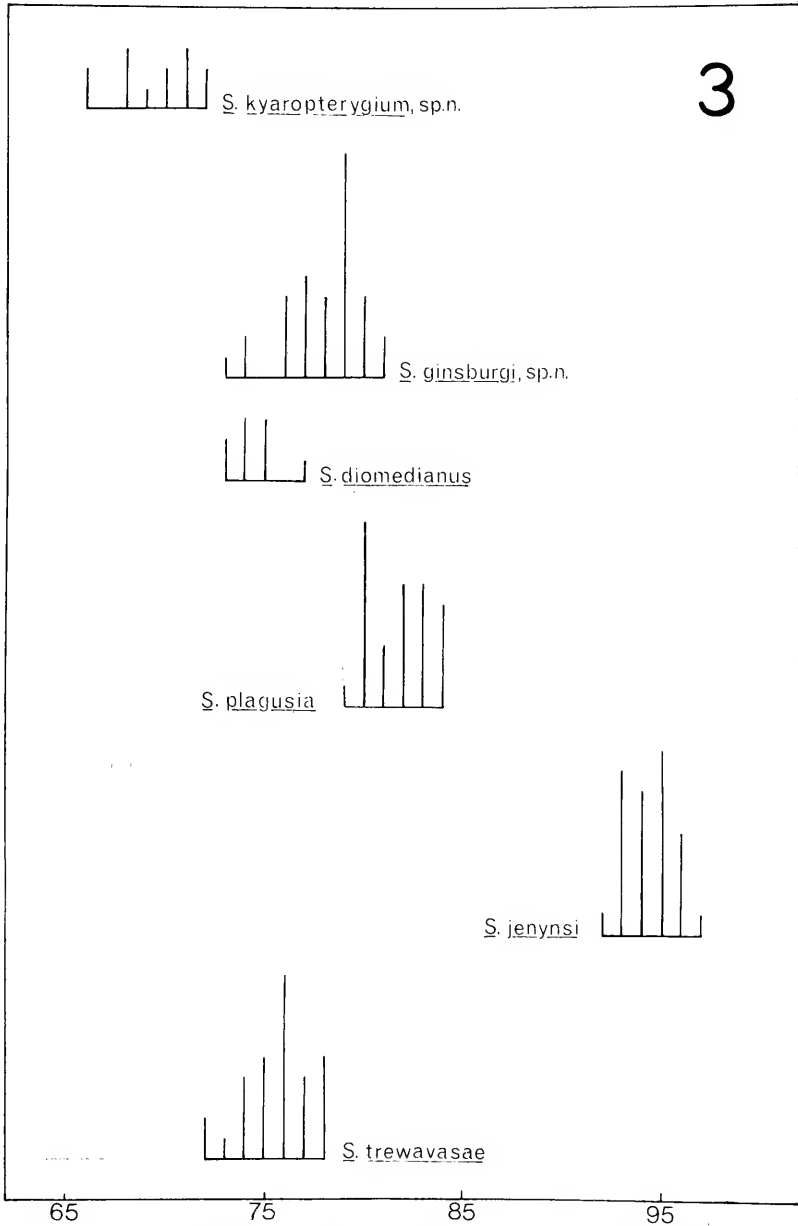 3
S. kyaropterygium, sp.n.
S. ginsburgi, sp.n.
S. diomedianus
S. plagusia
S. jenynsi
S. trewavasae
65 75 85 95